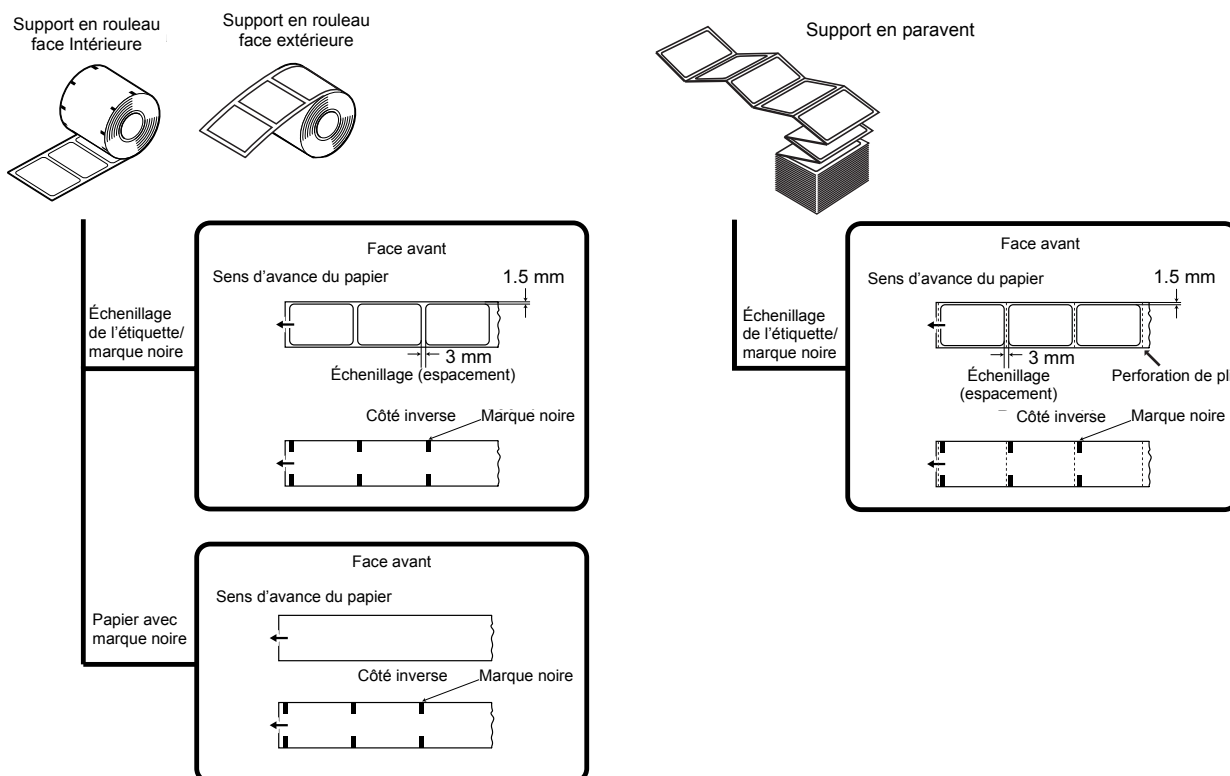 Support en rouleau
face Intérieure
Support en rouleau
face extérieure
Support en paravent
Échenillage
de l'étiquette/
marque noire
Face avant
Sens d'avance du papier
1.5 mm
3 mm
Échenillage (espacement)
Côté inverse
Marque noire
Papier avec
marque noire
Face avant
Sens d'avance du papier
Côté inverse
Marque noire
Échenillage
de l'étiquette/
marque noire
Face avant
Sens d'avance du papier
1.5 mm
3 mm
Échenillage
(espacement)
Perforation de pli
Côté inverse
Marque noire